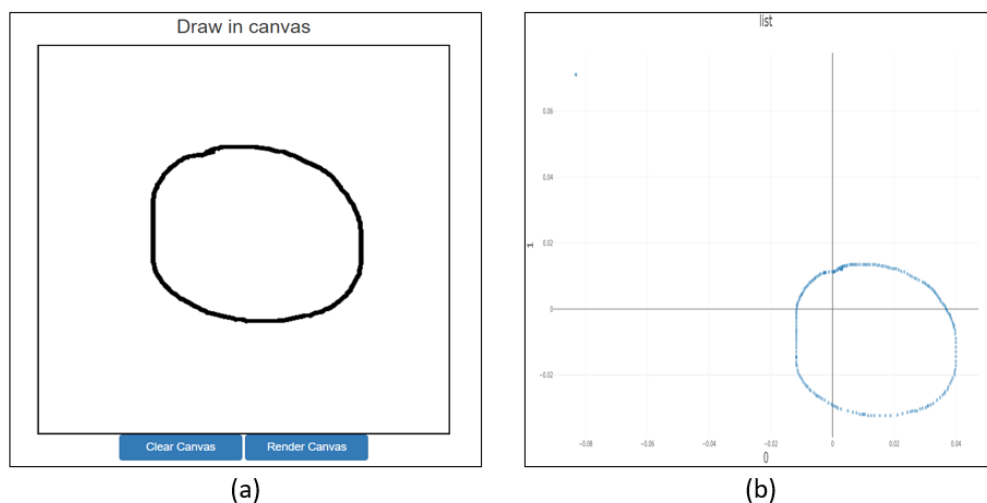 Draw in canvas
Clear Canvas Render Canvas
(a)
list
0.06
0.04
0.02
0
−0.02
1
−0.08 −0.06 −0.04 −0.02 0 0.02 0.04
0
(b)